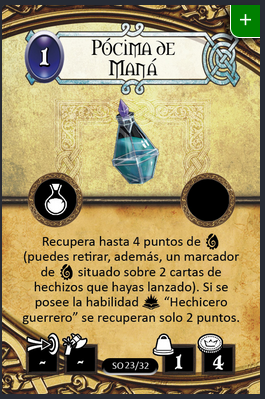 +
1
PÓCIMA DE
MANÁ
Recupera hasta 4 puntos de
(puedes retirar, además, un marcador
de situado sobre 2 cartas de
hechizos que hayas lanzado). Si se
posee la habilidad “Hechicero
guerrero” se recuperan solo 2 puntos.
- - SO 23/32 1 4